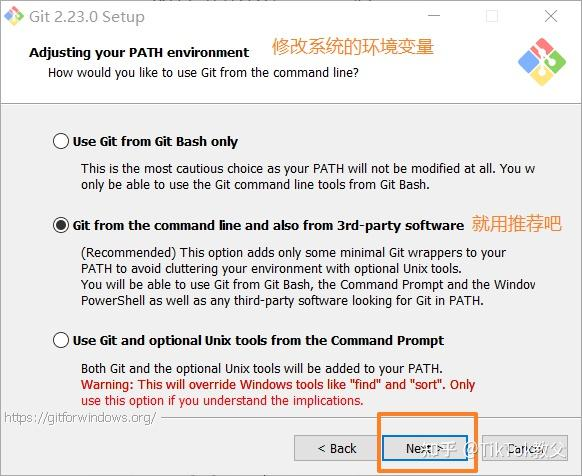 Git 2.23.0 Setup
Adjusting your PATH environment 修改系统的环境变量
How would you like to use Git from the command line?
Use Git from Git Bash only
This is the most cautious choice as your PATH will not be modified at all. You w
only be able to use the Git command line tools from Git Bash.
Git from the command line and also from 3rd-party software 就用推荐吧
(Recommended) This option adds only some minimal Git wrappers to your
PATH to avoid cluttering your environment with optional Unix tools.
You will be able to use Git from Git Bash, the Command Prompt and the Window
PowerShell as well as any third-party software looking for Git in PATH.
Use Git and optional Unix tools from the Command Prompt
Both Git and the optional Unix tools will be added to your PATH.
Warning: This will override Windows tools like "find" and "sort". Only
use this option if you understand the implications.
https://gitforwindows.org/
< Back Next > Cancel
知乎 @TikTok教父